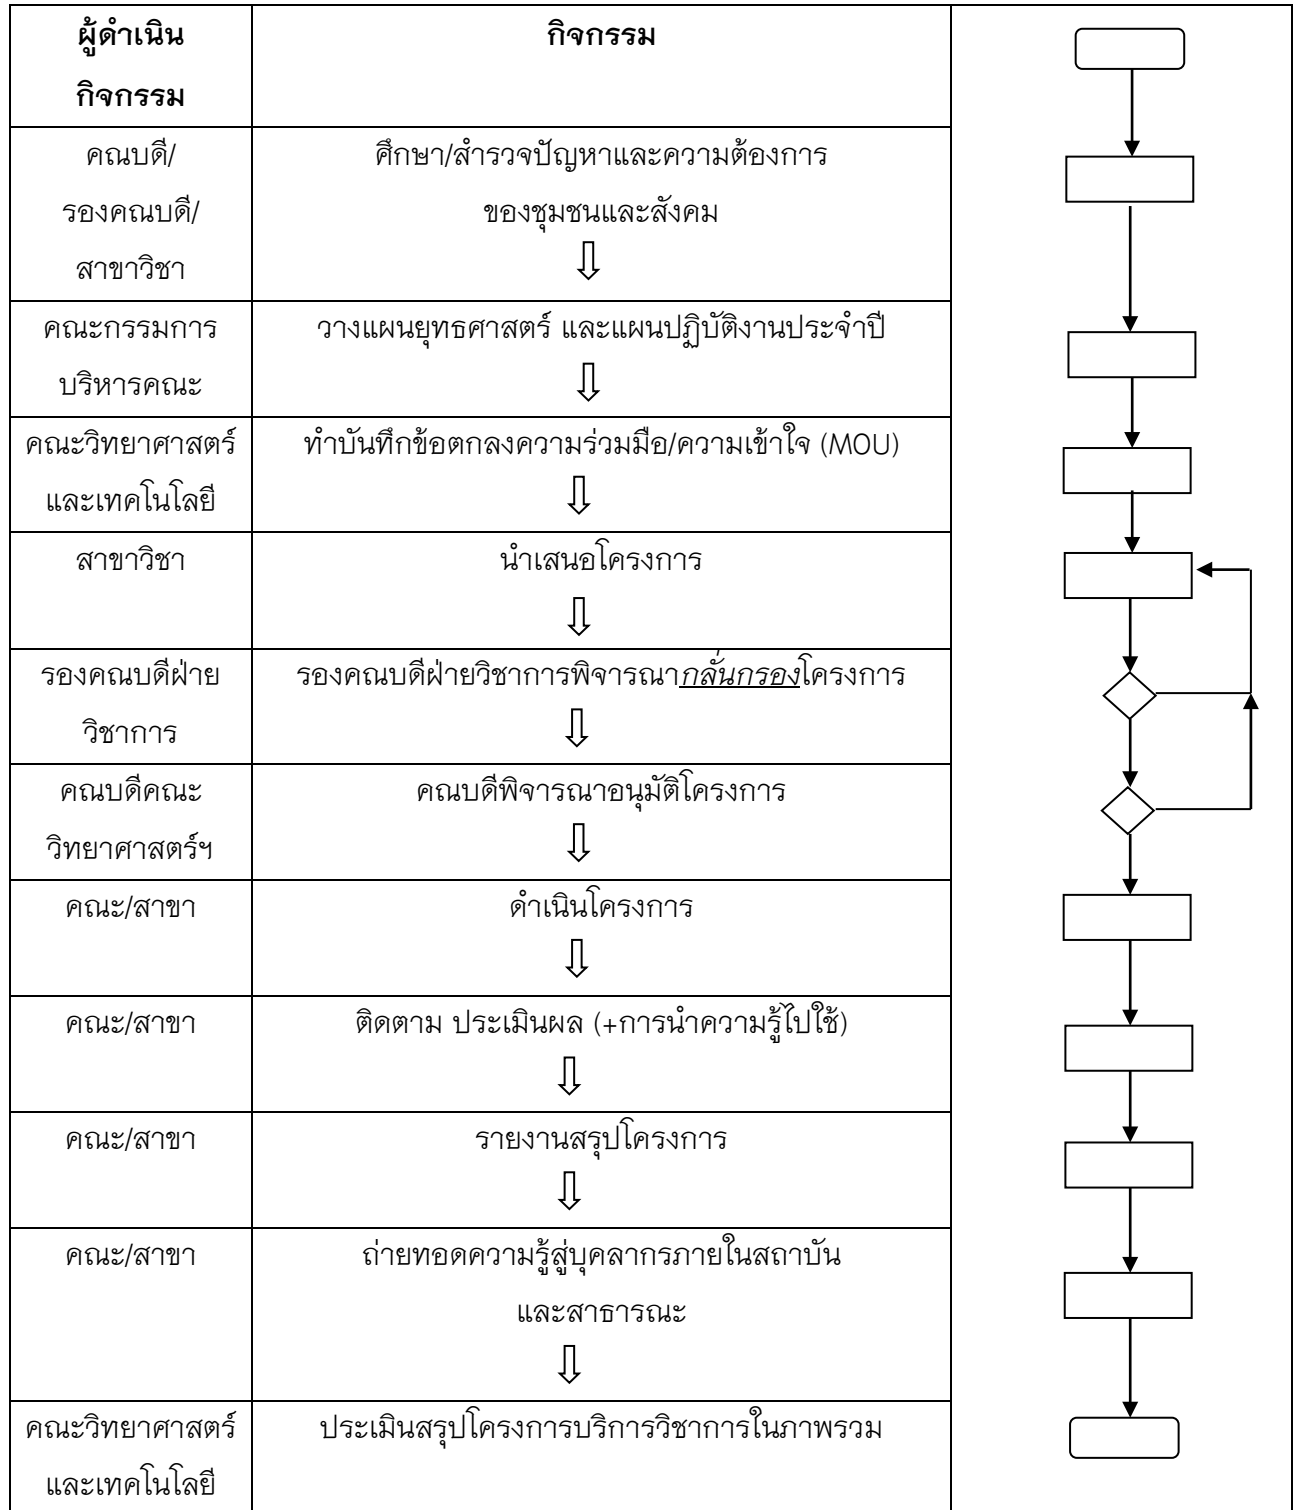 ผู้ดำเนิน
กิจกรรม
กิจกรรม
คณบดี/
รองคณบดี/
สาขาวิชา
ศึกษา/สำรวจปัญหาและความต้องการ
ของชุมชนและสังคม
คณะกรรมการ
บริหารคณะ
วางแผนยุทธศาสตร์ และแผนปฏิบัติงานประจำปี
คณะวิทยาศาสตร์
และเทคโนโลยี
ทำบันทึกข้อตกลงความร่วมมือ/ความเข้าใจ (MOU)
สาขาวิชา
นำเสนอโครงการ
รองคณบดีฝ่าย
วิชาการ
รองคณบดีฝ่ายวิชาการพิจารณากลั่นกรองโครงการ
คณบดีคณะ
วิทยาศาสตร์ฯ
คณบดีพิจารณาอนุมัติโครงการ
คณะ/สาขา
ดำเนินโครงการ
คณะ/สาขา
ติดตาม ประเมินผล (+การนำความรู้ไปใช้)
คณะ/สาขา
รายงานสรุปโครงการ
คณะ/สาขา
ถ่ายทอดความรู้สู่บุคลากรภายในสถาบัน
และสาธารณะ
คณะวิทยาศาสตร์
และเทคโนโลยี
ประเมินสรุปโครงการบริการวิชาการในภาพรวม